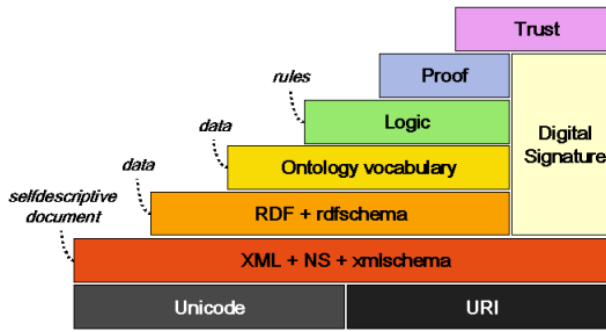 Trust
rules
Proof
data
Logic
Digital
Signature
data
Ontology vocabulary
selfdescriptive
document
RDF + rdfschema
XML + NS + xmlschema
Unicode
URI